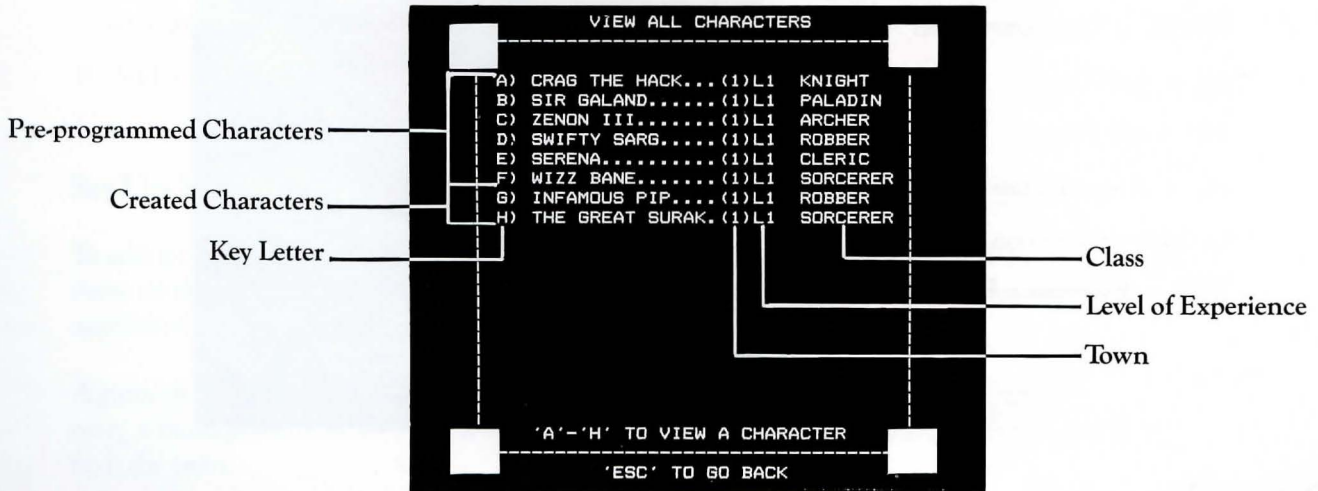 VIEW ALL CHARACTERS
A) CRAG THE HACK...(1)L1 KNIGHT
B) SIR GALAND......(1)L1 PALADIN
C) ZENON III.......(1)L1 ARCHER
D) SWIFTY SARG.....(1)L1 ROBBER
E) SERENA..........(1)L1 CLERIC
F) WIZZ BANE.......(1)L1 SORCERER
G) INFAMOUS PIP....(1)L1 ROBBER
H) THE GREAT SURAK.(1)L1 SORCERER
'A'-'H' TO VIEW A CHARACTER
'ESC' TO GO BACK
Pre-programmed Characters
Created Characters
Key Letter
Class
Level of Experience
Town